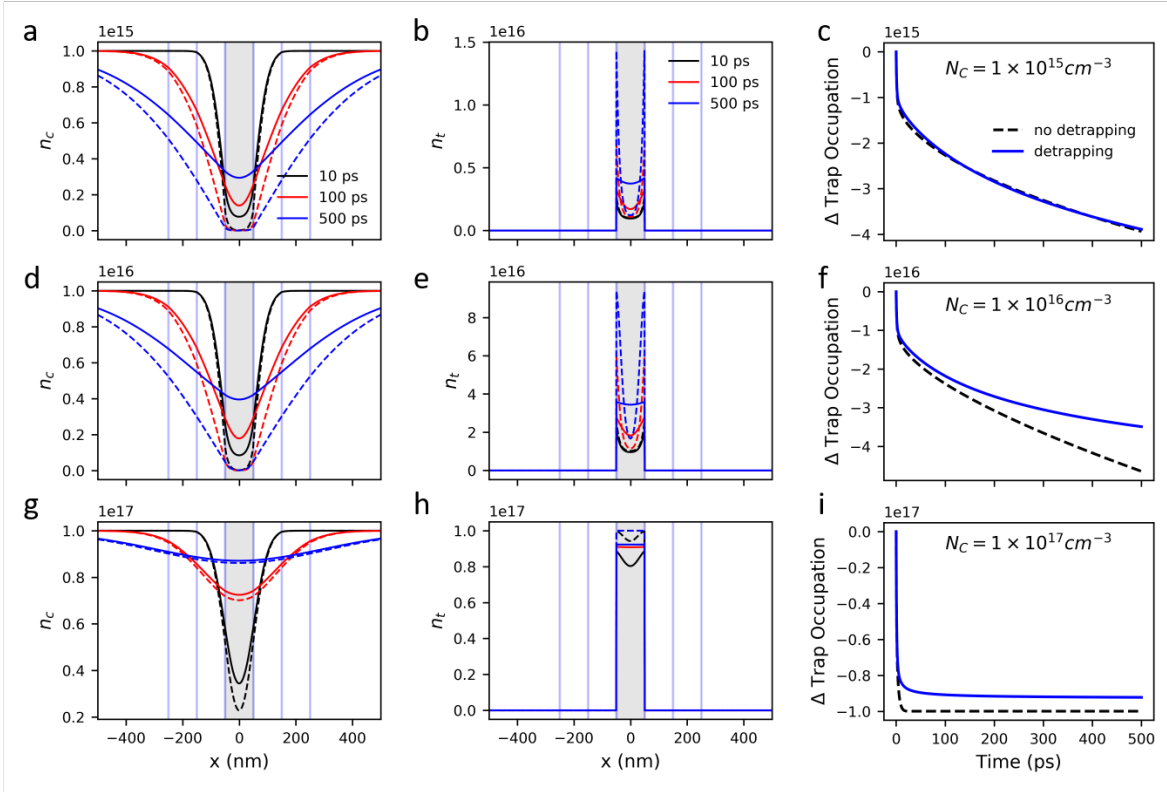 a
1e15
1.0
0.8
0.6
0.4
0.2
0.0
n_c
10 ps
100 ps
500 ps
b
1e16
1.5
1.0
0.5
0.0
n_t
10 ps
100 ps
500 ps
c
1e15
0
−1
−2
−3
−4
Δ Trap Occupation
N_C = 1 × 10^15 cm^−3
no detrapping
detrapping
d
1e16
1.0
0.8
0.6
0.4
0.2
0.0
n_c
10 ps
100 ps
500 ps
e
1e16
8
6
4
2
0
n_t
f
1e16
0
−1
−2
−3
−4
Δ Trap Occupation
N_C = 1 × 10^16 cm^−3
g
1e17
1.0
0.8
0.6
0.4
0.2
n_c
−400 −200 0 200 400
x (nm)
h
1e17
1.0
0.8
0.6
0.4
0.2
0.0
n_t
−400 −200 0 200 400
x (nm)
i
1e17
0.0
−0.2
−0.4
−0.6
−0.8
−1.0
Δ Trap Occupation
N_C = 1 × 10^17 cm^−3
0 100 200 300 400 500
Time (ps)